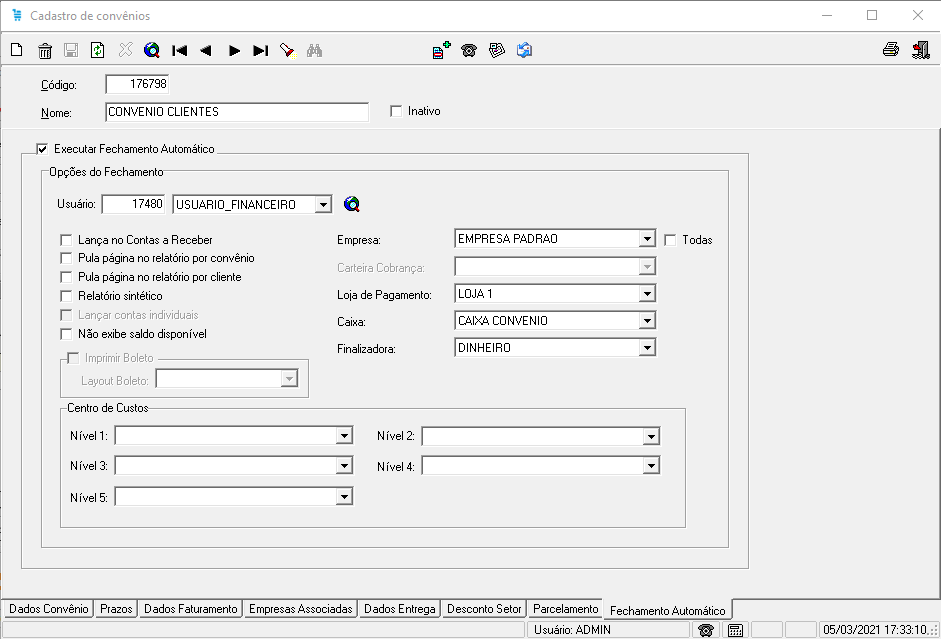 Cadastro de convênios
Código: 176798
Nome: CONVENIO CLIENTES Inativo
Executar Fechamento Automático
Opções do Fechamento
Usuário: 17480 USUARIO_FINANCEIRO
Lança no Contas a Receber
Pula página no relatório por convênio
Pula página no relatório por cliente
Relatório sintético
Lançar contas individuais
Não exibe saldo disponível
Imprimir Boleto
Layout Boleto:
Empresa: EMPRESA PADRAO Todas
Carteira Cobrança:
Loja de Pagamento: LOJA 1
Caixa: CAIXA CONVENIO
Finalizadora: DINHEIRO
Centro de Custos
Nível 1: Nível 2:
Nível 3: Nível 4:
Nível 5:
Dados Convênio Prazos Dados Faturamento Empresas Associadas Dados Entrega Desconto Setor Parcelamento Fechamento Automático
Usuário: ADMIN 05/03/2021 17:33:10